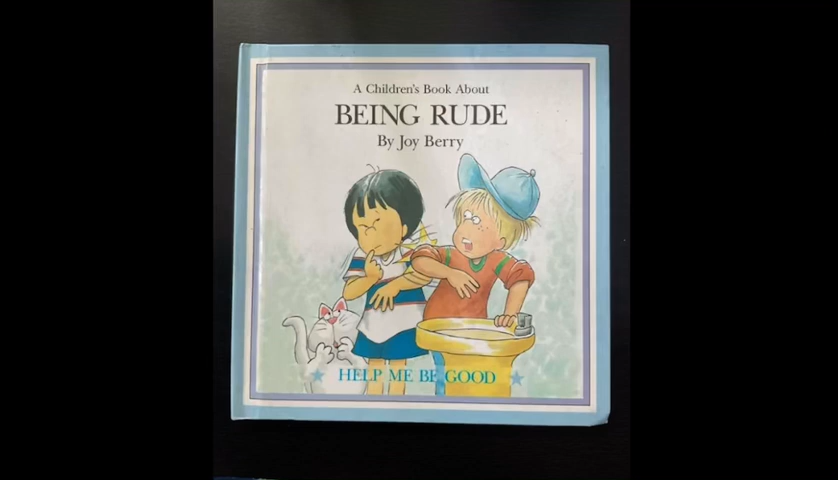 A Children's Book About
BEING RUDE
By Joy Berry
HELP ME BE GOOD